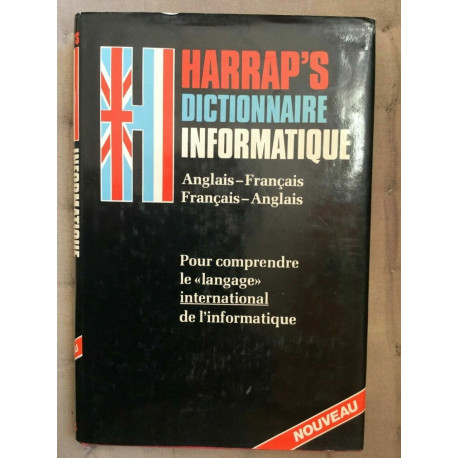 HARRAP'S
DICTIONNAIRE
INFORMATIQUE
Anglais–Français
Français–Anglais
Pour comprendre
le «langage»
international
de l'informatique
NOUVEAU
INFORMATIQUE